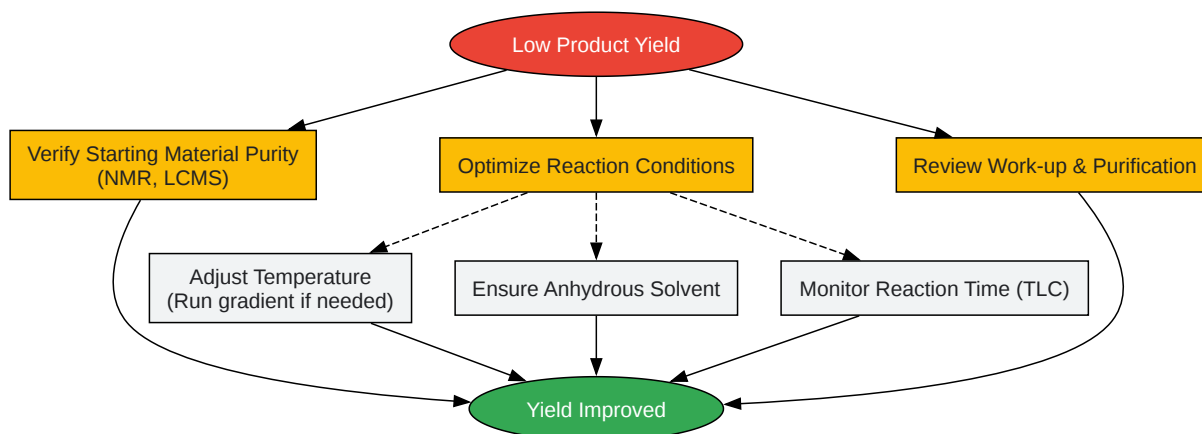 Low Product Yield
Verify Starting Material Purity
(NMR, LCMS)
Optimize Reaction Conditions
Review Work-up & Purification
Adjust Temperature
(Run gradient if needed)
Ensure Anhydrous Solvent
Monitor Reaction Time (TLC)
Yield Improved